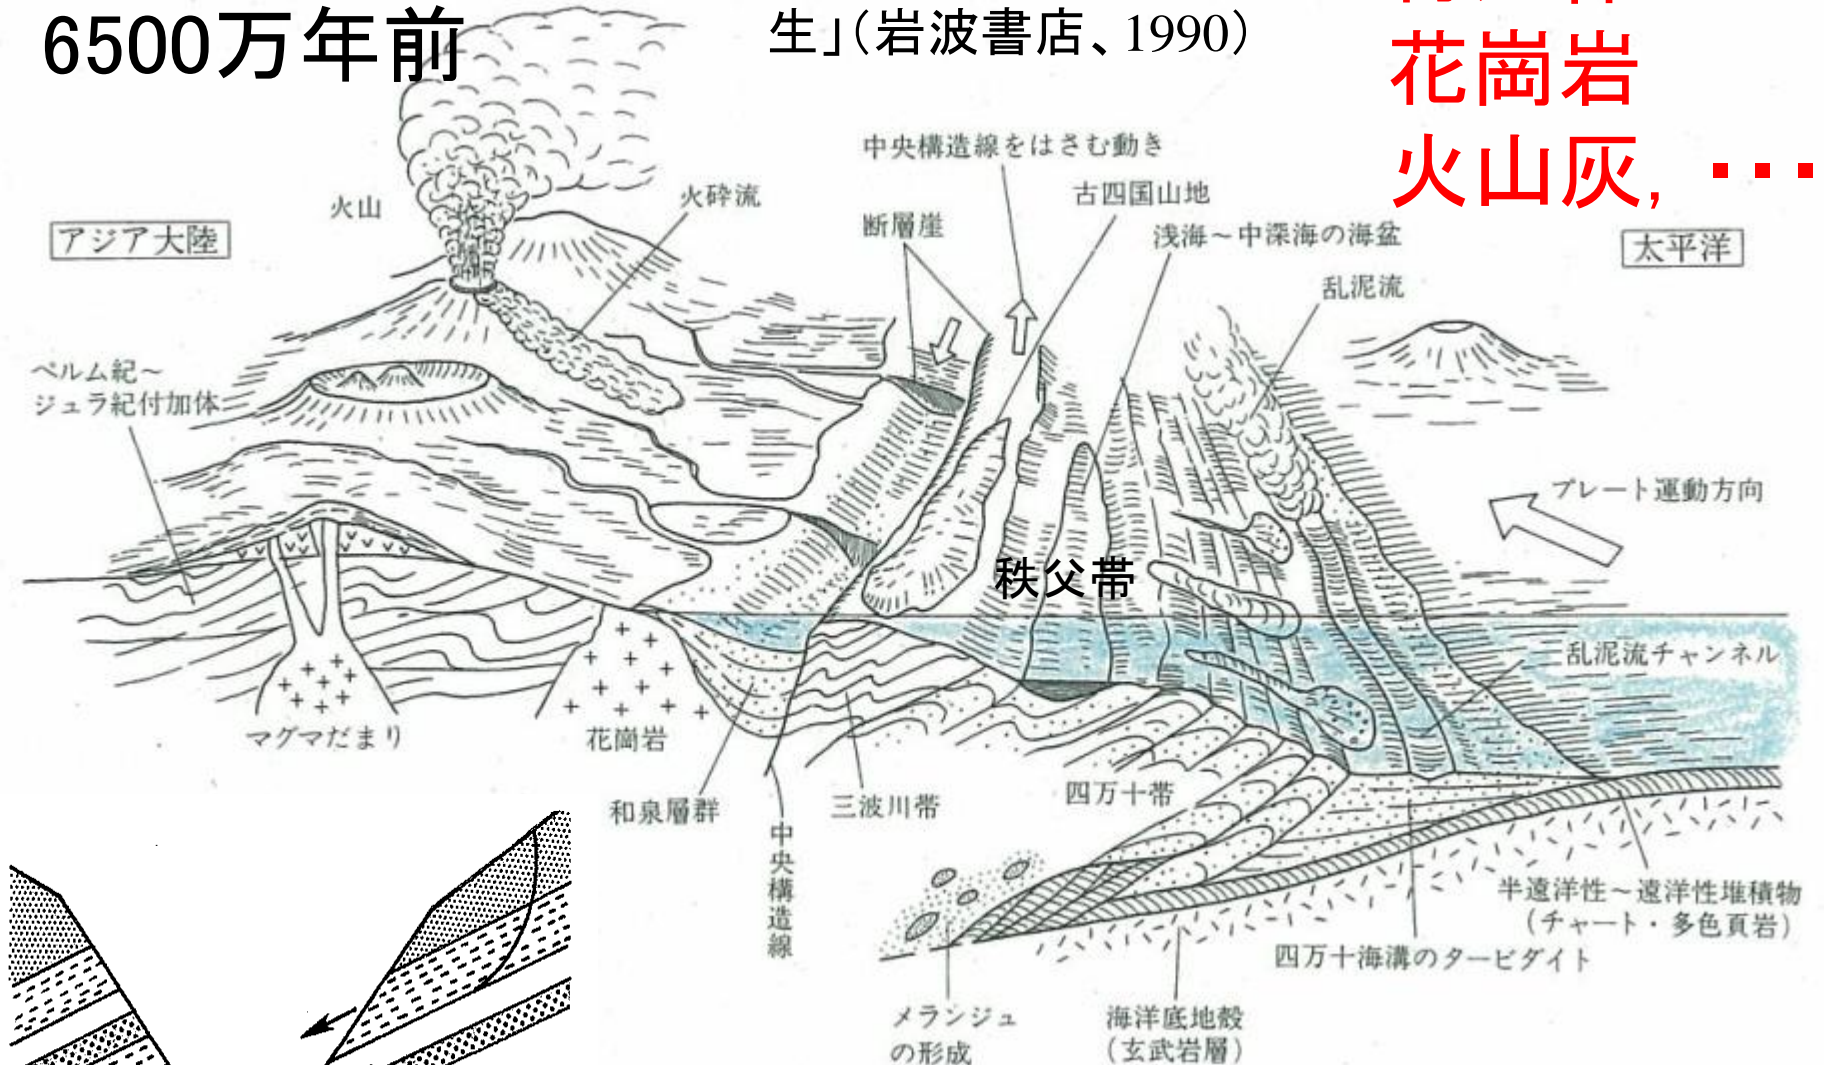 6500万年前
生」(岩波書店、1990)
花崗岩
火山灰, ・・・
中央構造線をはさむ動き
火山
火砕流
古四国山地
断層崖
浅海～中深海の海盆
アジア大陸
太平洋
乱泥流
ペルム紀～
ジュラ紀付加体
プレート運動方向
秩父帯
乱泥流チャンネル
マグマだまり
花崗岩
和泉層群
三波川帯
四万十帯
中央構造線
半遠洋性～遠洋性堆積物
(チャート・多色頁岩)
四万十海溝のタービダイト
メランジュ
の形成
海洋底地殻
(玄武岩層)